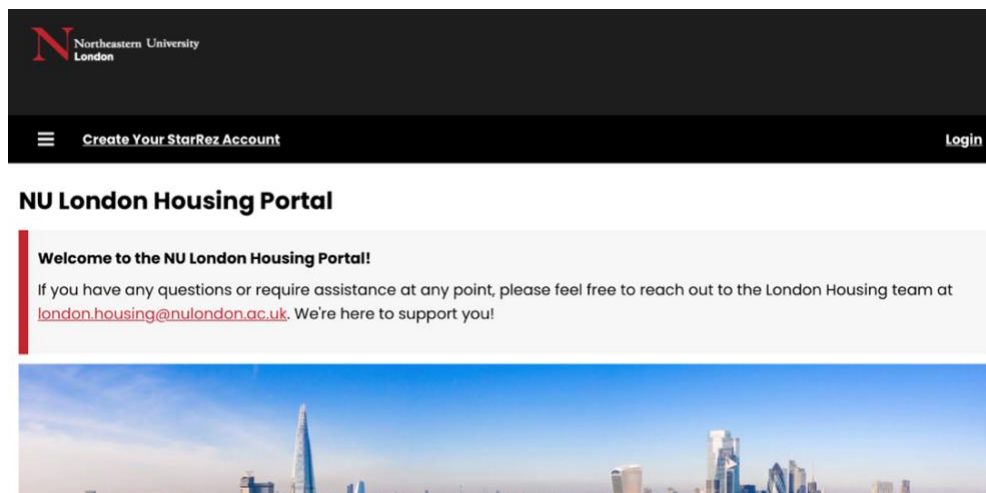 Northeastern University
London
Create Your StarRez Account
Login
NU London Housing Portal
Welcome to the NU London Housing Portal!
If you have any questions or require assistance at any point, please feel free to reach out to the London Housing team at
london.housing@nulondon.ac.uk. We're here to support you!